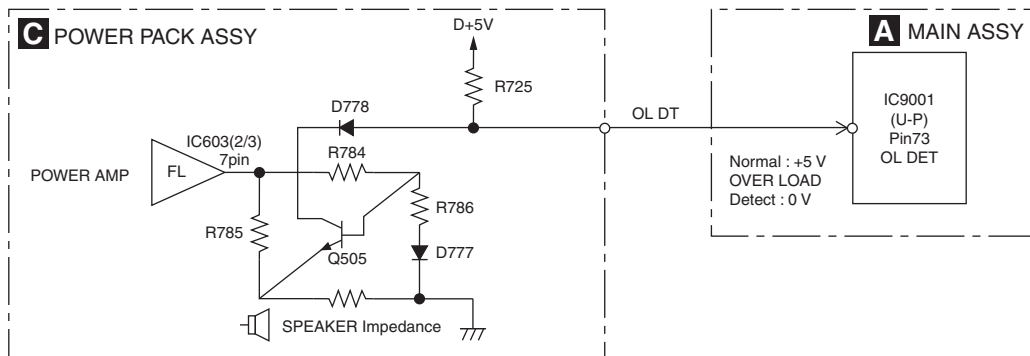 C POWER PACK ASSY
D+5V
R725
D778
OL DT
A MAIN ASSY
IC9001
(U-P)
Pin73
OL DET
Normal : +5 V
OVER LOAD
Detect : 0 V
IC603(2/3)
7pin
POWER AMP
FL
R784
R786
R785
Q505
D777
SPEAKER Impedance